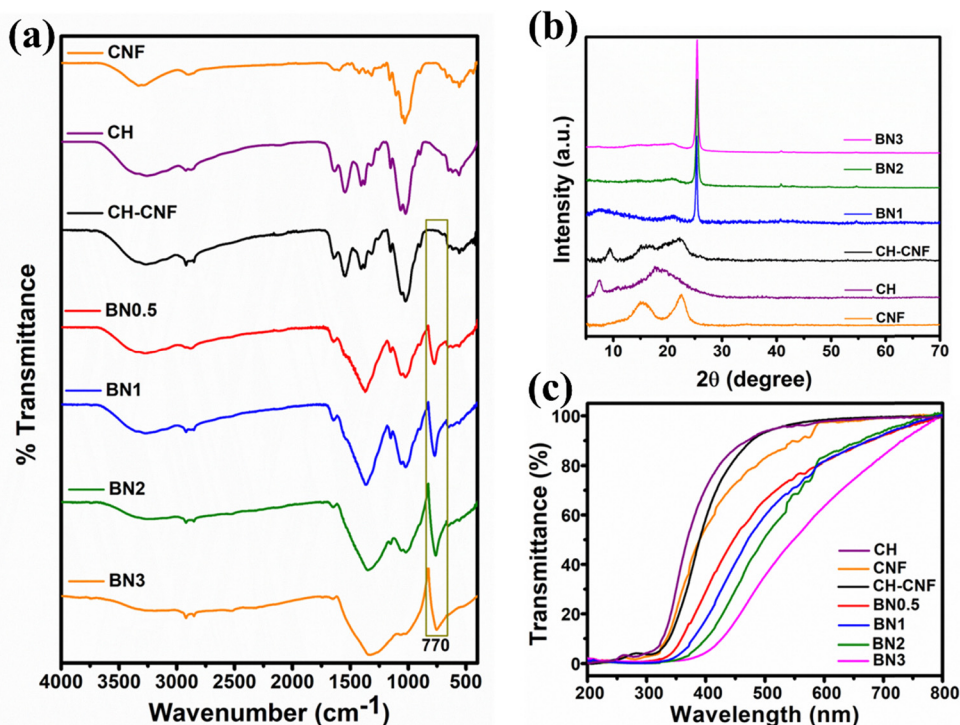 (a)
CNF
CH
CH-CNF
BN0.5
BN1
BN2
BN3
770
% Transmittance
4000 3500 3000 2500 2000 1500 1000 500
Wavenumber (cm-1)
(b)
BN3
BN2
BN1
CH-CNF
CH
CNF
Intensity (a.u.)
10 20 30 40 50 60 70
2θ (degree)
(c)
100
80
60
40
20
0
Transmittance (%)
CH
CNF
CH-CNF
BN0.5
BN1
BN2
BN3
200 300 400 500 600 700 800
Wavelength (nm)